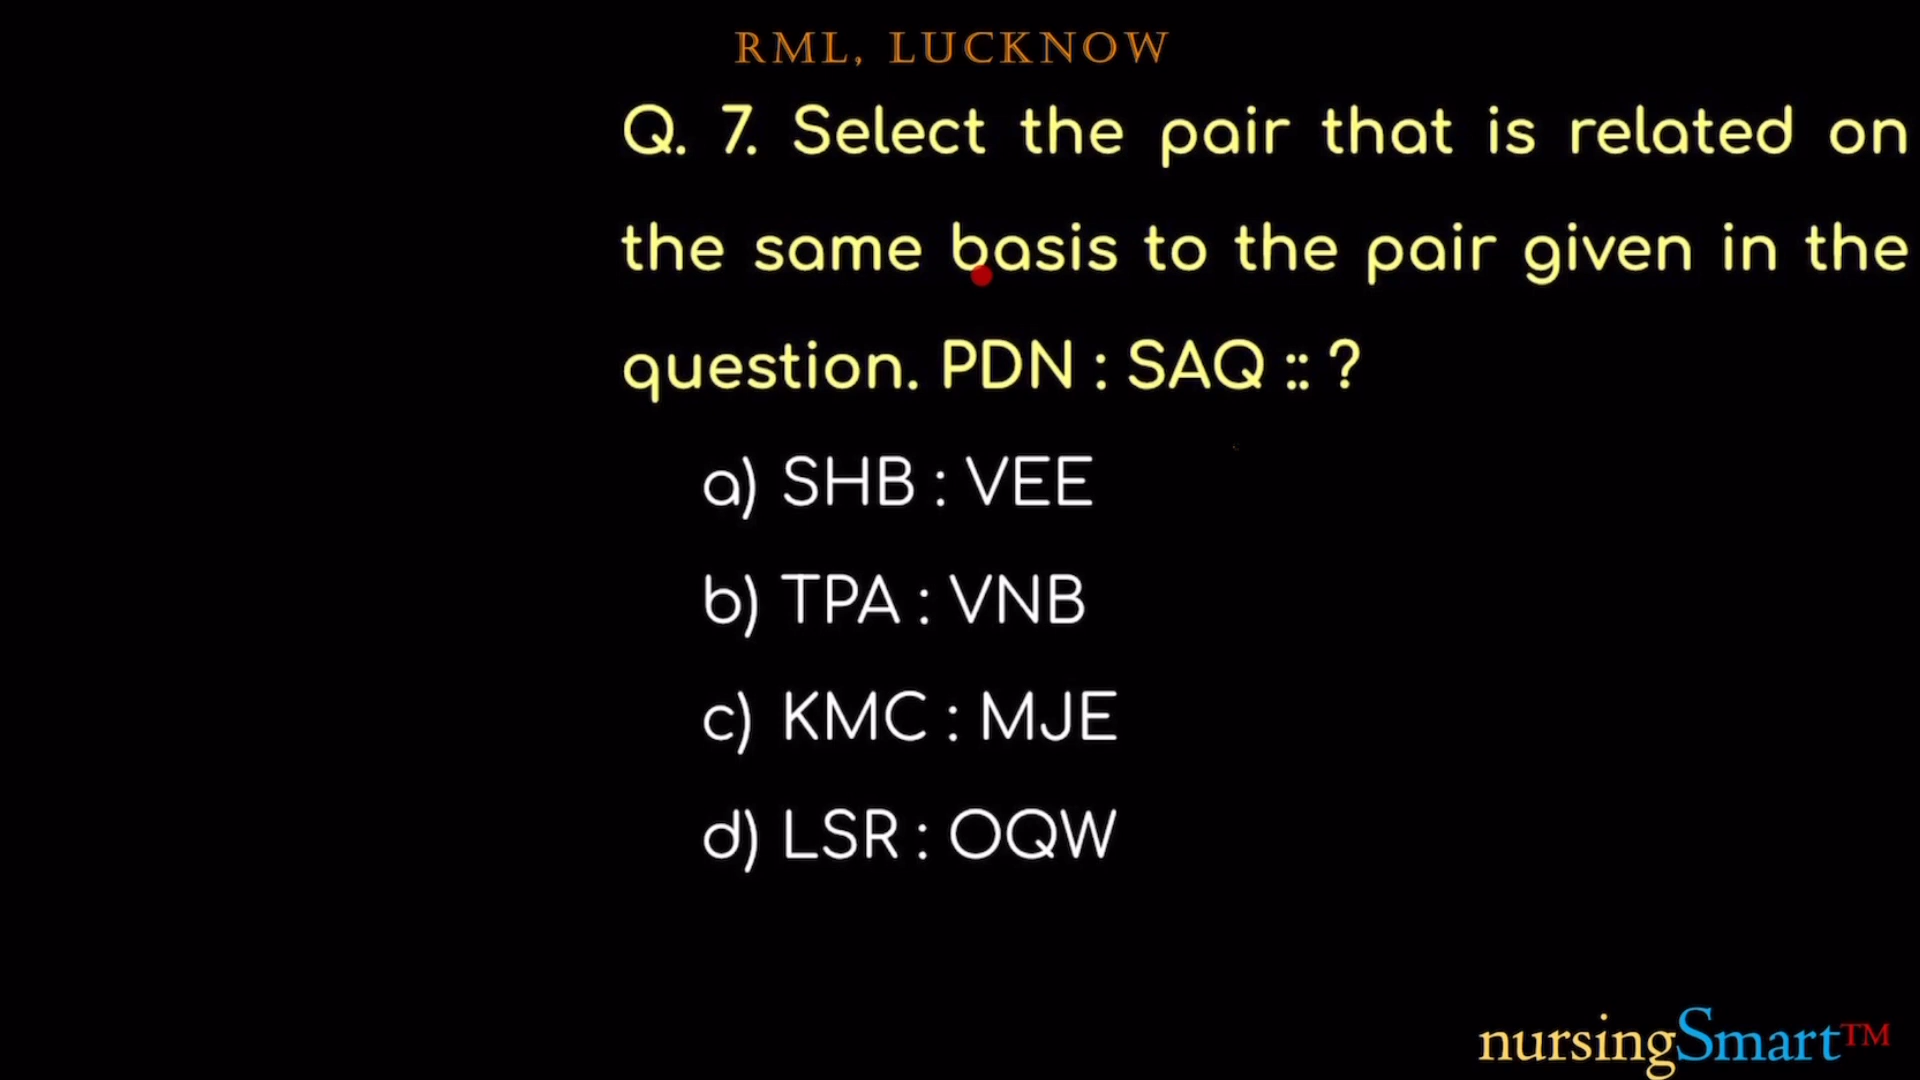 RML, LUCKNOW
Q. 7. Select the pair that is related on
the same basis to the pair given in the
question. PDN : SAQ :: ?
a) SHB : VEE
b) TPA : VNB
c) KMC : MJE
d) LSR : OQW
nursingSmart™